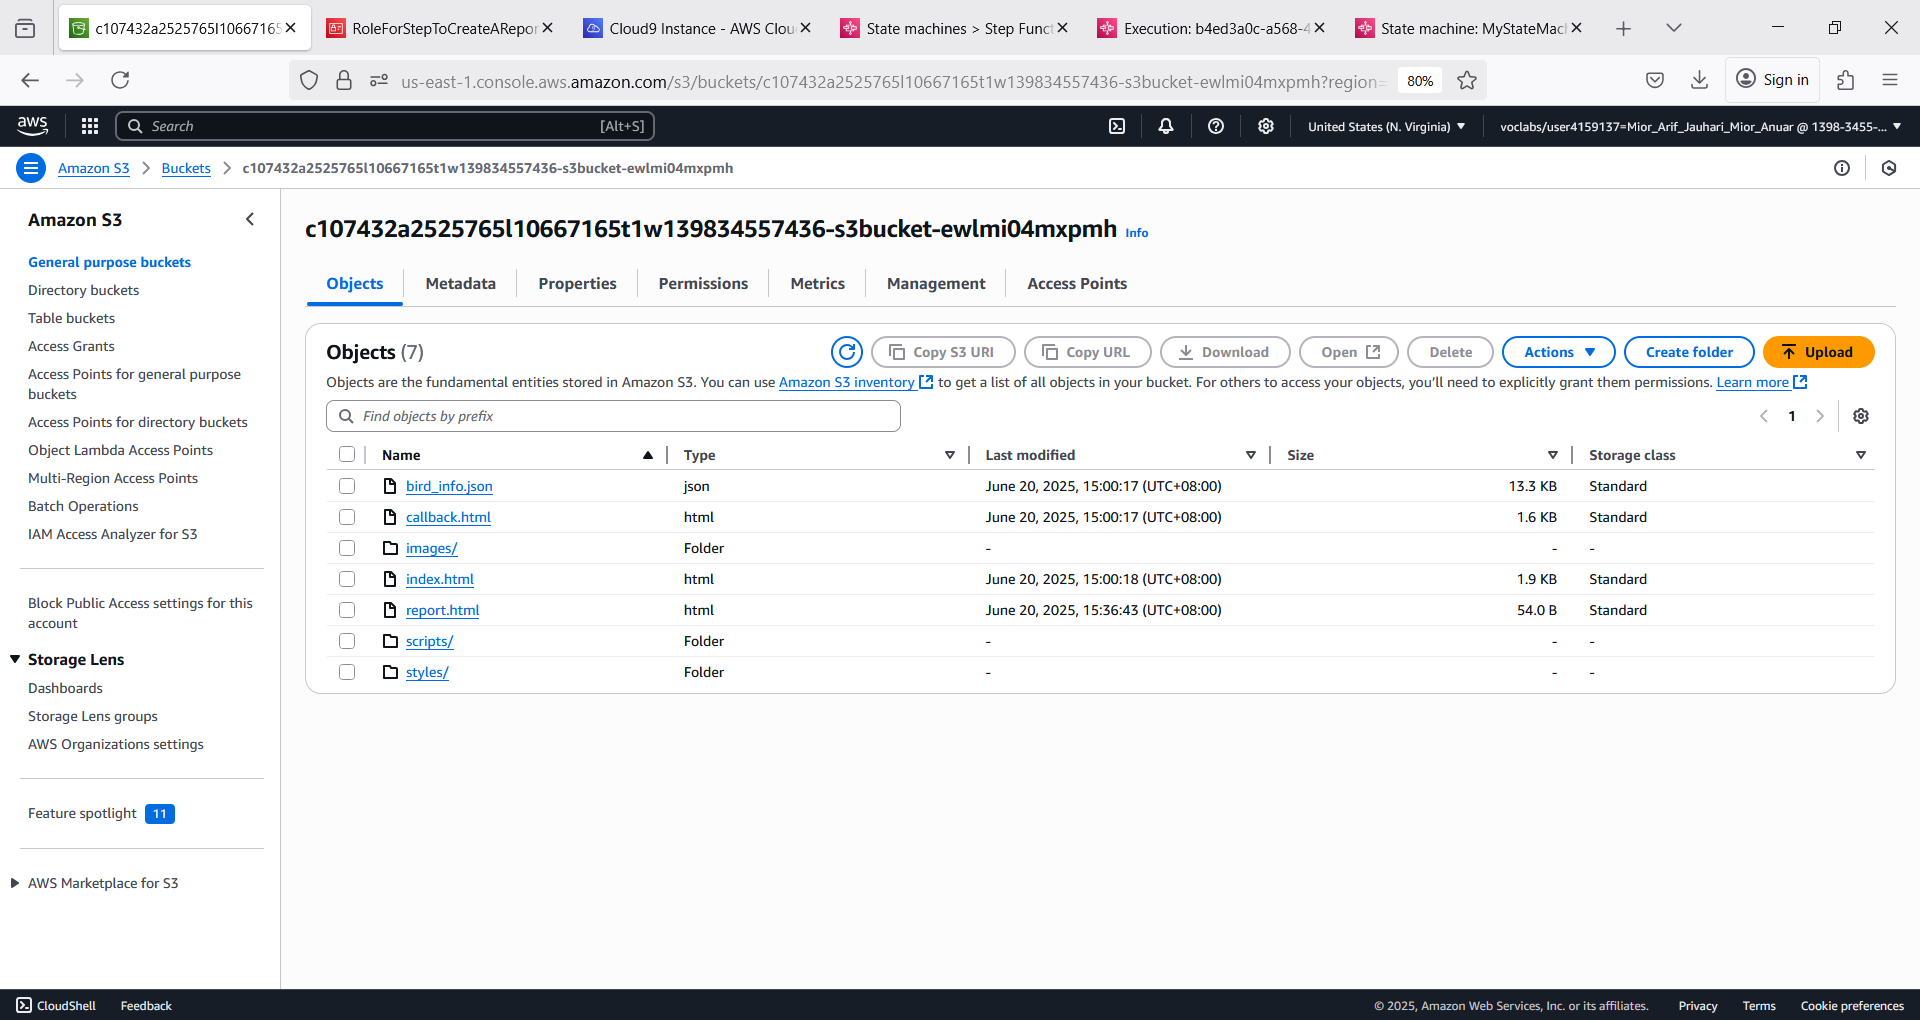 c107432a2525765l10667165
RoleForStepToCreateARepor
Cloud9 Instance - AWS Clou
State machines > Step Funct
Execution: b4ed3a0c-a568-4
State machine: MyStateMac
us-east-1.console.aws.amazon.com/s3/buckets/c107432a2525765l10667165t1w139834557436-s3bucket-ewlmi04mxpmh?region=
80%
Sign in
aws
Search
[Alt+S]
United States (N. Virginia)
voclabs/user4159137=Mior_Arif_Jauhari_Mior_Anuar @ 1398-3455-...
Amazon S3
Buckets
c107432a2525765l10667165t1w139834557436-s3bucket-ewlmi04mxpmh
Amazon S3
General purpose buckets
Directory buckets
Table buckets
Access Grants
Access Points for general purpose
buckets
Access Points for directory buckets
Object Lambda Access Points
Multi-Region Access Points
Batch Operations
IAM Access Analyzer for S3
Block Public Access settings for this
account
Storage Lens
Dashboards
Storage Lens groups
AWS Organizations settings
Feature spotlight 11
AWS Marketplace for S3
c107432a2525765l10667165t1w139834557436-s3bucket-ewlmi04mxpmh Info
Objects
Metadata
Properties
Permissions
Metrics
Management
Access Points
Objects (7)
Copy S3 URI
Copy URL
Download
Open
Delete
Actions
Create folder
Upload
Objects are the fundamental entities stored in Amazon S3. You can use Amazon S3 inventory to get a list of all objects in your bucket. For others to access your objects, you'll need to explicitly grant them permissions. Learn more
Find objects by prefix
1
Name Type Last modified Size Storage class
bird_info.json json June 20, 2025, 15:00:17 (UTC+08:00) 13.3 KB Standard
callback.html html June 20, 2025, 15:00:17 (UTC+08:00) 1.6 KB Standard
images/ Folder - - -
index.html html June 20, 2025, 15:00:18 (UTC+08:00) 1.9 KB Standard
report.html html June 20, 2025, 15:36:43 (UTC+08:00) 54.0 B Standard
scripts/ Folder - - -
styles/ Folder - - -
CloudShell
Feedback
© 2025, Amazon Web Services, Inc. or its affiliates.
Privacy
Terms
Cookie preferences